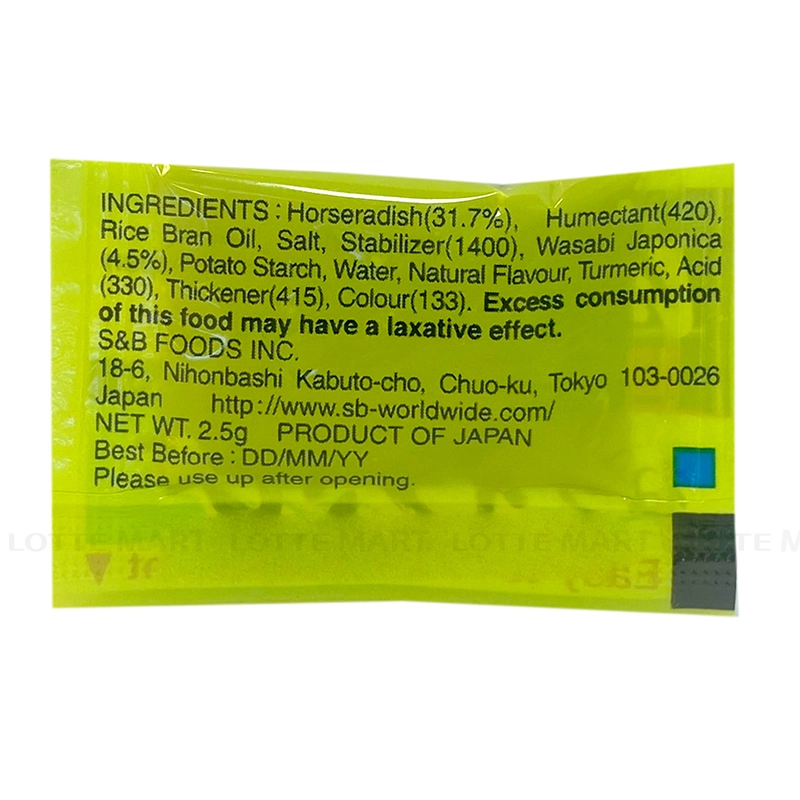 INGREDIENTS : Horseradish(31.7%), Humectant(420),
Rice Bran Oil, Salt, Stabilizer(1400), Wasabi Japonica
(4.5%), Potato Starch, Water, Natural Flavour, Turmeric, Acid
(330), Thickener(415), Colour(133). Excess consumption
of this food may have a laxative effect.
S&B FOODS INC.
18-6, Nihonbashi Kabuto-cho, Chuo-ku, Tokyo 103-0026
Japan http://www.sb-worldwide.com/
NET WT. 2.5g PRODUCT OF JAPAN
Best Before : DD/MM/YY
Please use up after opening.
LOTTE MART LOTTE MART LOTTE MART LOTTE M